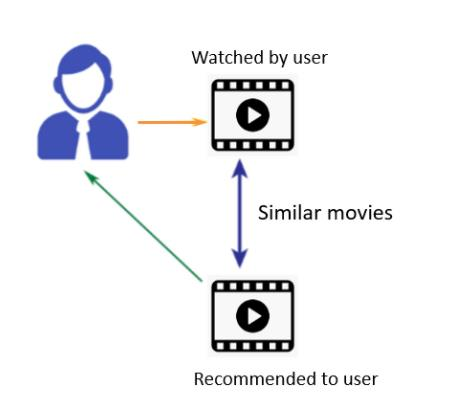 Watched by user
Similar movies
Recommended to user